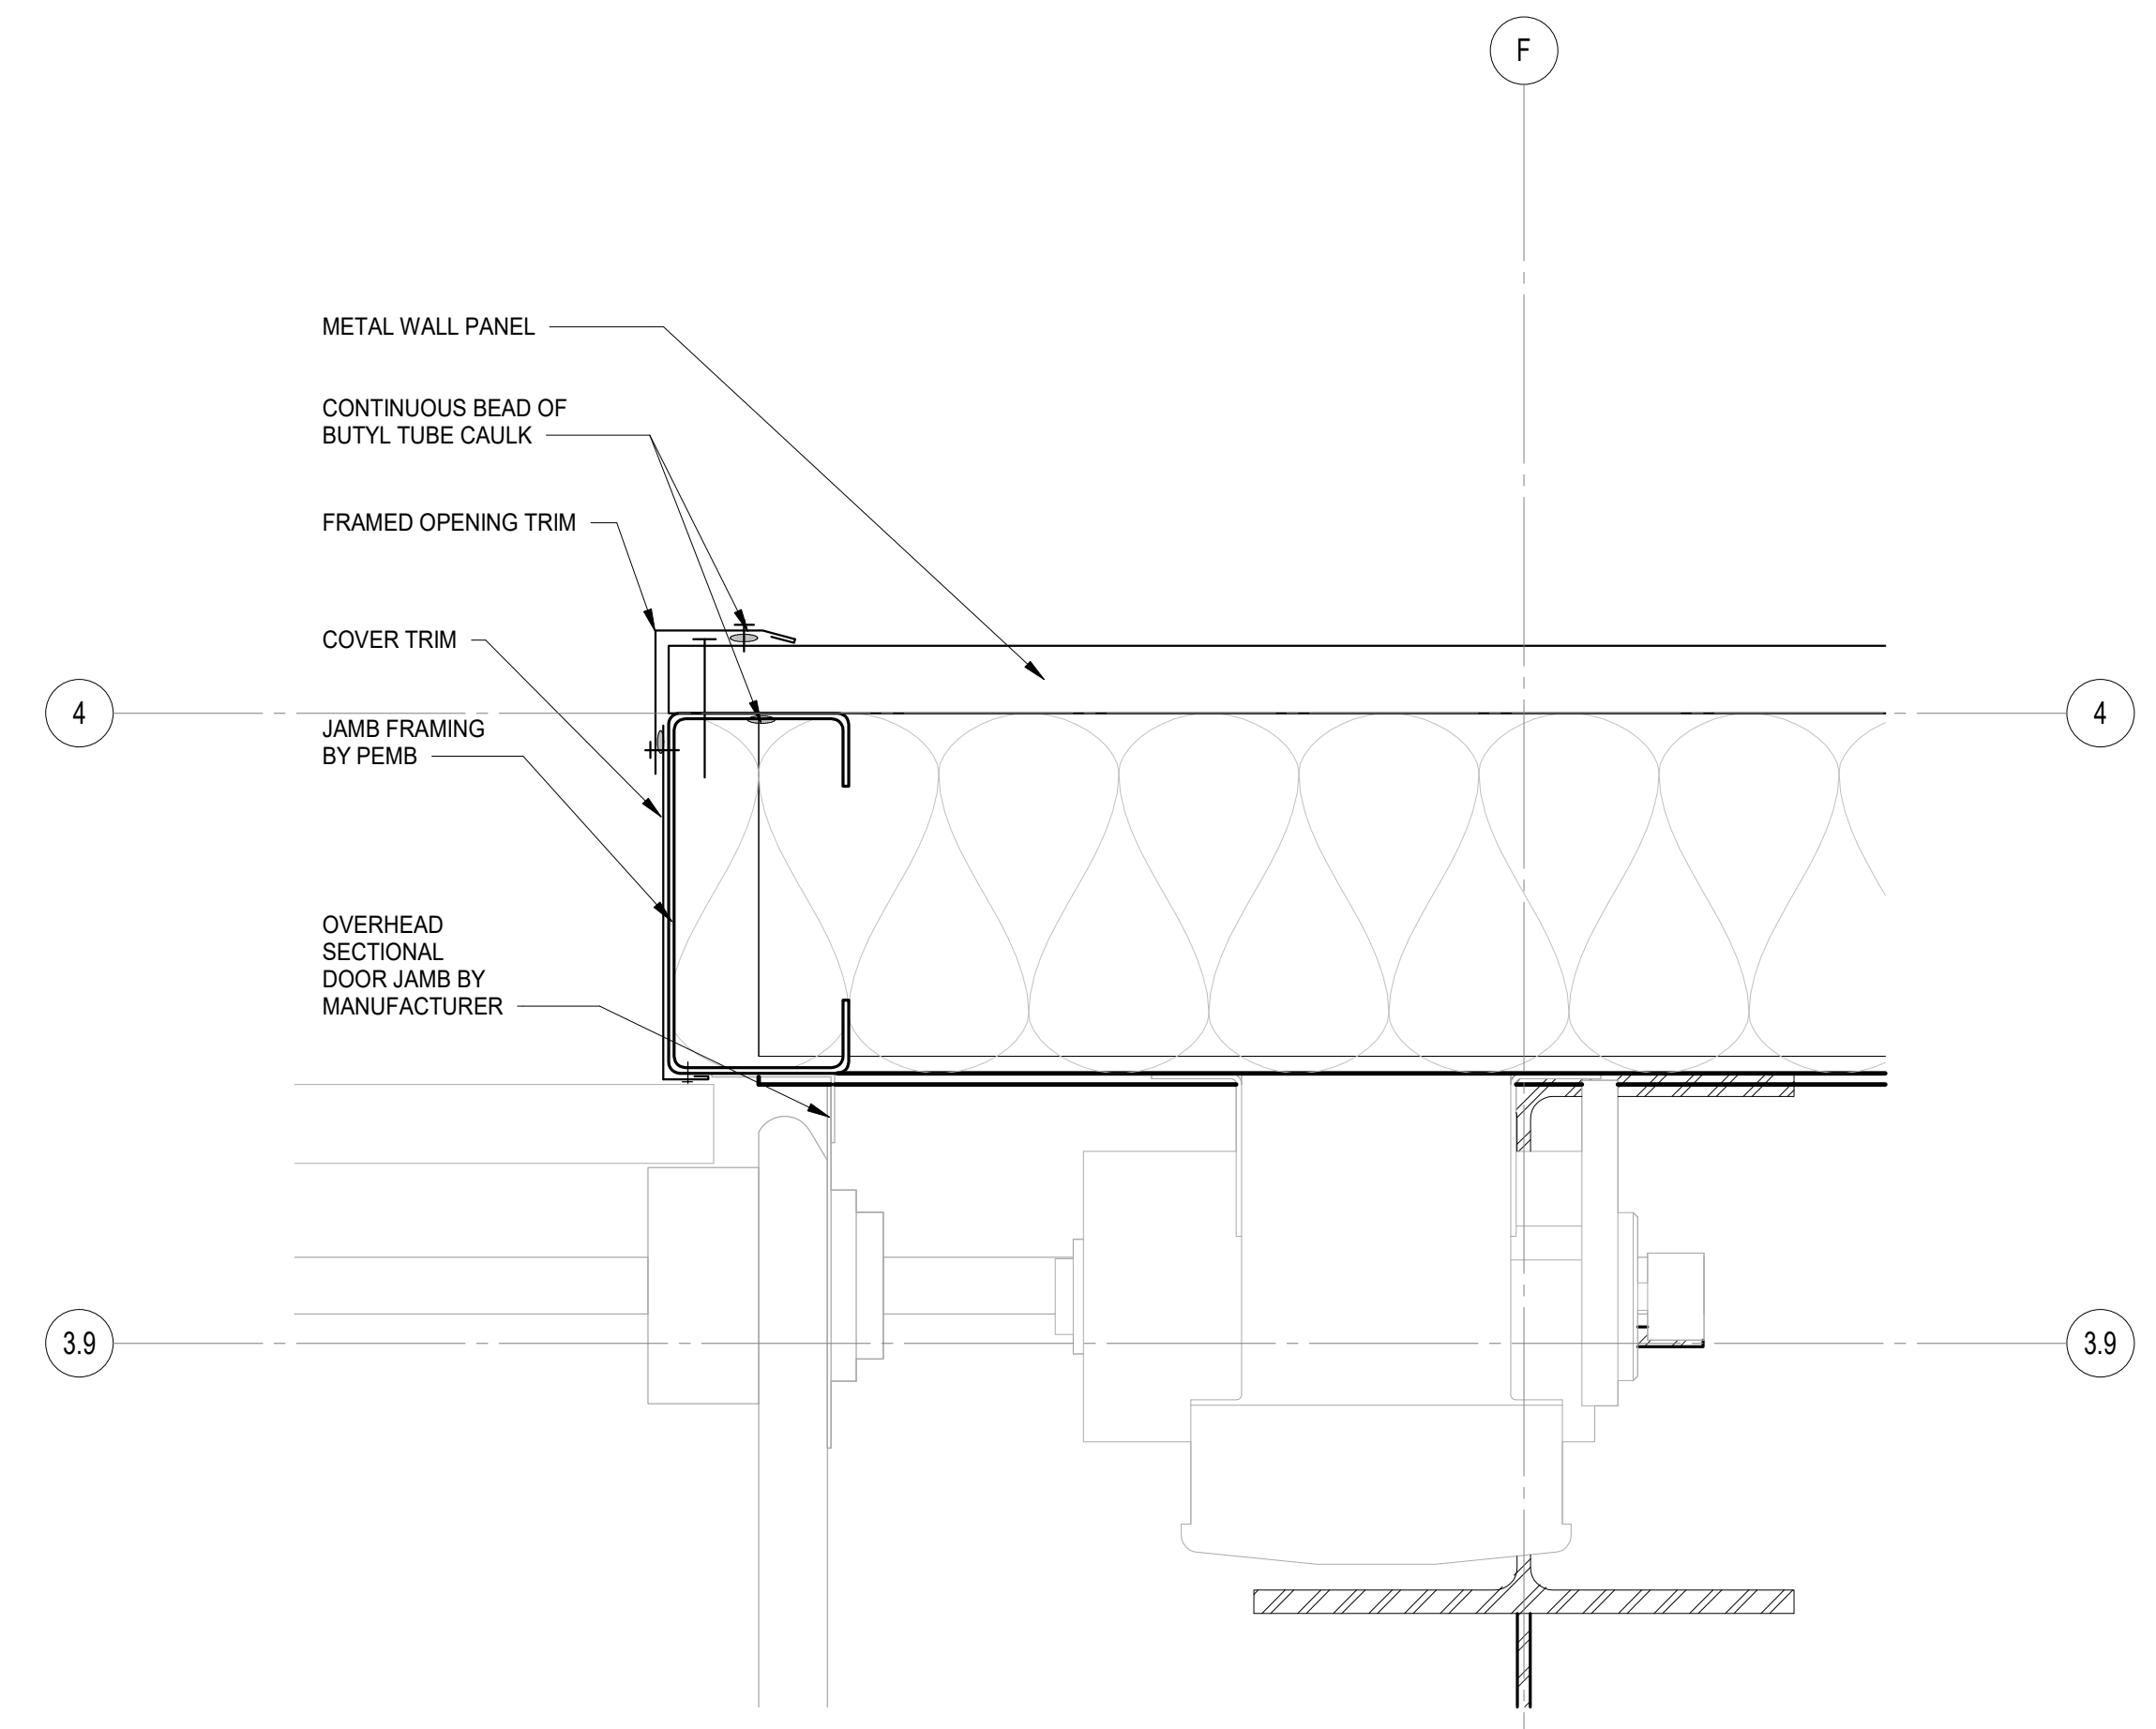 F
METAL WALL PANEL
CONTINUOUS BEAD OF
BUTYL TUBE CAULK
FRAMED OPENING TRIM
COVER TRIM
4
4
JAMB FRAMING
BY PEMB
OVERHEAD
SECTIONAL
DOOR JAMB BY
MANUFACTURER
3.9
3.9